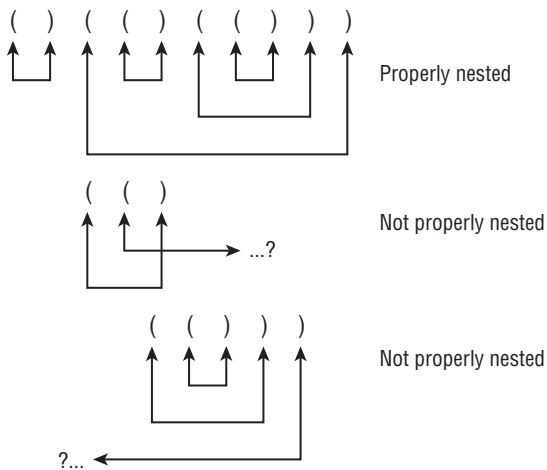 ( ) ( ( ) ( ( ) ) )
Properly nested
( ( )
Not properly nested
...?
( ( ) ) )
Not properly nested
?...